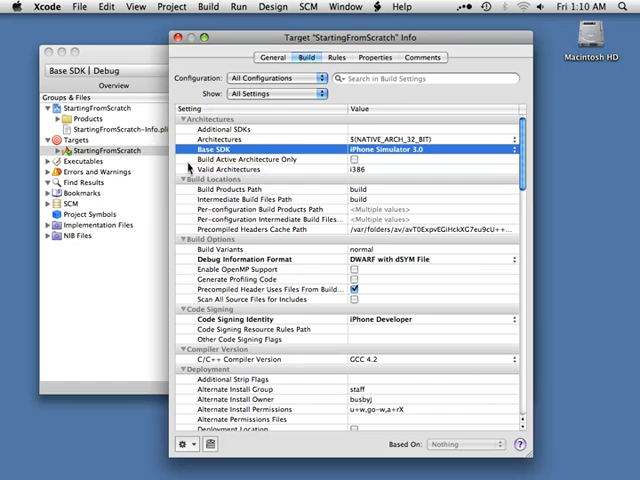 Xcode File Edit View Project Build Run Design SCM Window Help Fri 1:10 AM
Macintosh HD
Base SDK | Debug
Overview
Groups & Files
StartingFromScratch
Products
StartingFromScratch-Info.pli
Targets
StartingFromScratch
Executables
Errors and Warnings
Find Results
Bookmarks
SCM
Project Symbols
Implementation Files
NIB Files
Target "StartingFromScratch" Info
General Build Rules Properties Comments
Configuration: All Configurations Search in Build Settings
Show: All Settings
Setting Value
Architectures
Additional SDKs
Architectures $(NATIVE_ARCH_32_BIT)
Base SDK iPhone Simulator 3.0
Build Active Architecture Only
Valid Architectures i386
Build Locations
Build Products Path build
Intermediate Build Files Path build
Per-configuration Build Products Path <Multiple values>
Per-configuration Intermediate Build Files... <Multiple values>
Precompiled Headers Cache Path
Build Options
Build Variants normal
Debug Information Format DWARF with dSYM File
Enable OpenMP Support
Generate Profiling Code
Precompiled Header Uses Files From Build...
Scan All Source Files for Includes
Code Signing
Code Signing Identity iPhone Developer
Code Signing Resource Rules Path
Other Code Signing Flags
Compiler Version
C/C++ Compiler Version GCC 4.2
Deployment
Additional Strip Flags
Alternate Install Group staff
Alternate Install Owner busbyj
Alternate Install Permissions u+w,go-w,a+rX
Alternate Permissions Files
Deployment Location
Based On: Nothing